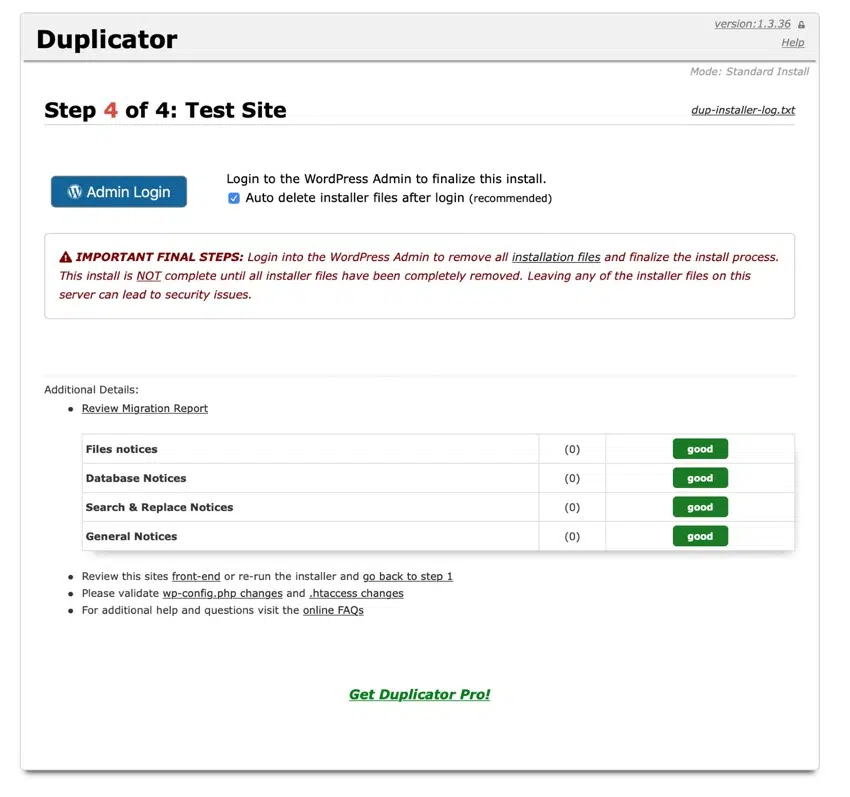 Duplicator
version:1.3.36
Help
Mode: Standard Install
Step 4 of 4: Test Site
dup-installer-log.txt
Admin Login
Login to the WordPress Admin to finalize this install.
Auto delete installer files after login (recommended)
IMPORTANT FINAL STEPS: Login into the WordPress Admin to remove all installation files and finalize the install process.
This install is NOT complete until all installer files have been completely removed. Leaving any of the installer files on this
server can lead to security issues.
Additional Details:
• Review Migration Report
Files notices (0) good
Database Notices (0) good
Search & Replace Notices (0) good
General Notices (0) good
• Review this sites front-end or re-run the installer and go back to step 1
• Please validate wp-config.php changes and .htaccess changes
• For additional help and questions visit the online FAQs
Get Duplicator Pro!